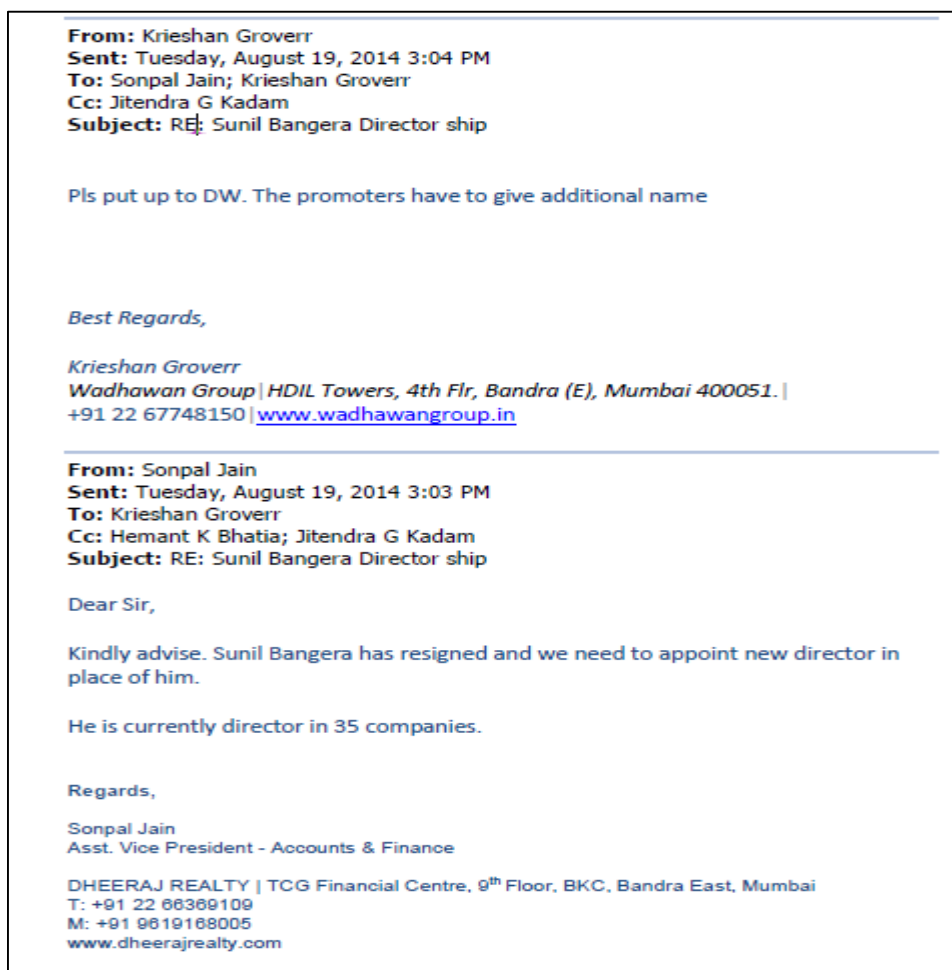 From: Krieshan Groverr
Sent: Tuesday, August 19, 2014 3:04 PM
To: Sonpal Jain; Krieshan Groverr
Cc: Jitendra G Kadam
Subject: RE: Sunil Bangera Director ship
Pls put up to DW. The promoters have to give additional name
Best Regards,
Krieshan Groverr
Wadhawan Group|HDIL Towers, 4th Flr, Bandra (E), Mumbai 400051.|
+91 22 67748150|www.wadhawangroup.in
From: Sonpal Jain
Sent: Tuesday, August 19, 2014 3:03 PM
To: Krieshan Groverr
Cc: Hemant K Bhatia; Jitendra G Kadam
Subject: RE: Sunil Bangera Director ship
Dear Sir,
Kindly advise. Sunil Bangera has resigned and we need to appoint new director in
place of him.
He is currently director in 35 companies.
Regards,
Sonpal Jain
Asst. Vice President - Accounts & Finance
DHEERAJ REALTY | TCG Financial Centre, 9th Floor, BKC, Bandra East, Mumbai
T: +91 22 66369109
M: +91 9619168005
www.dheerajrealty.com